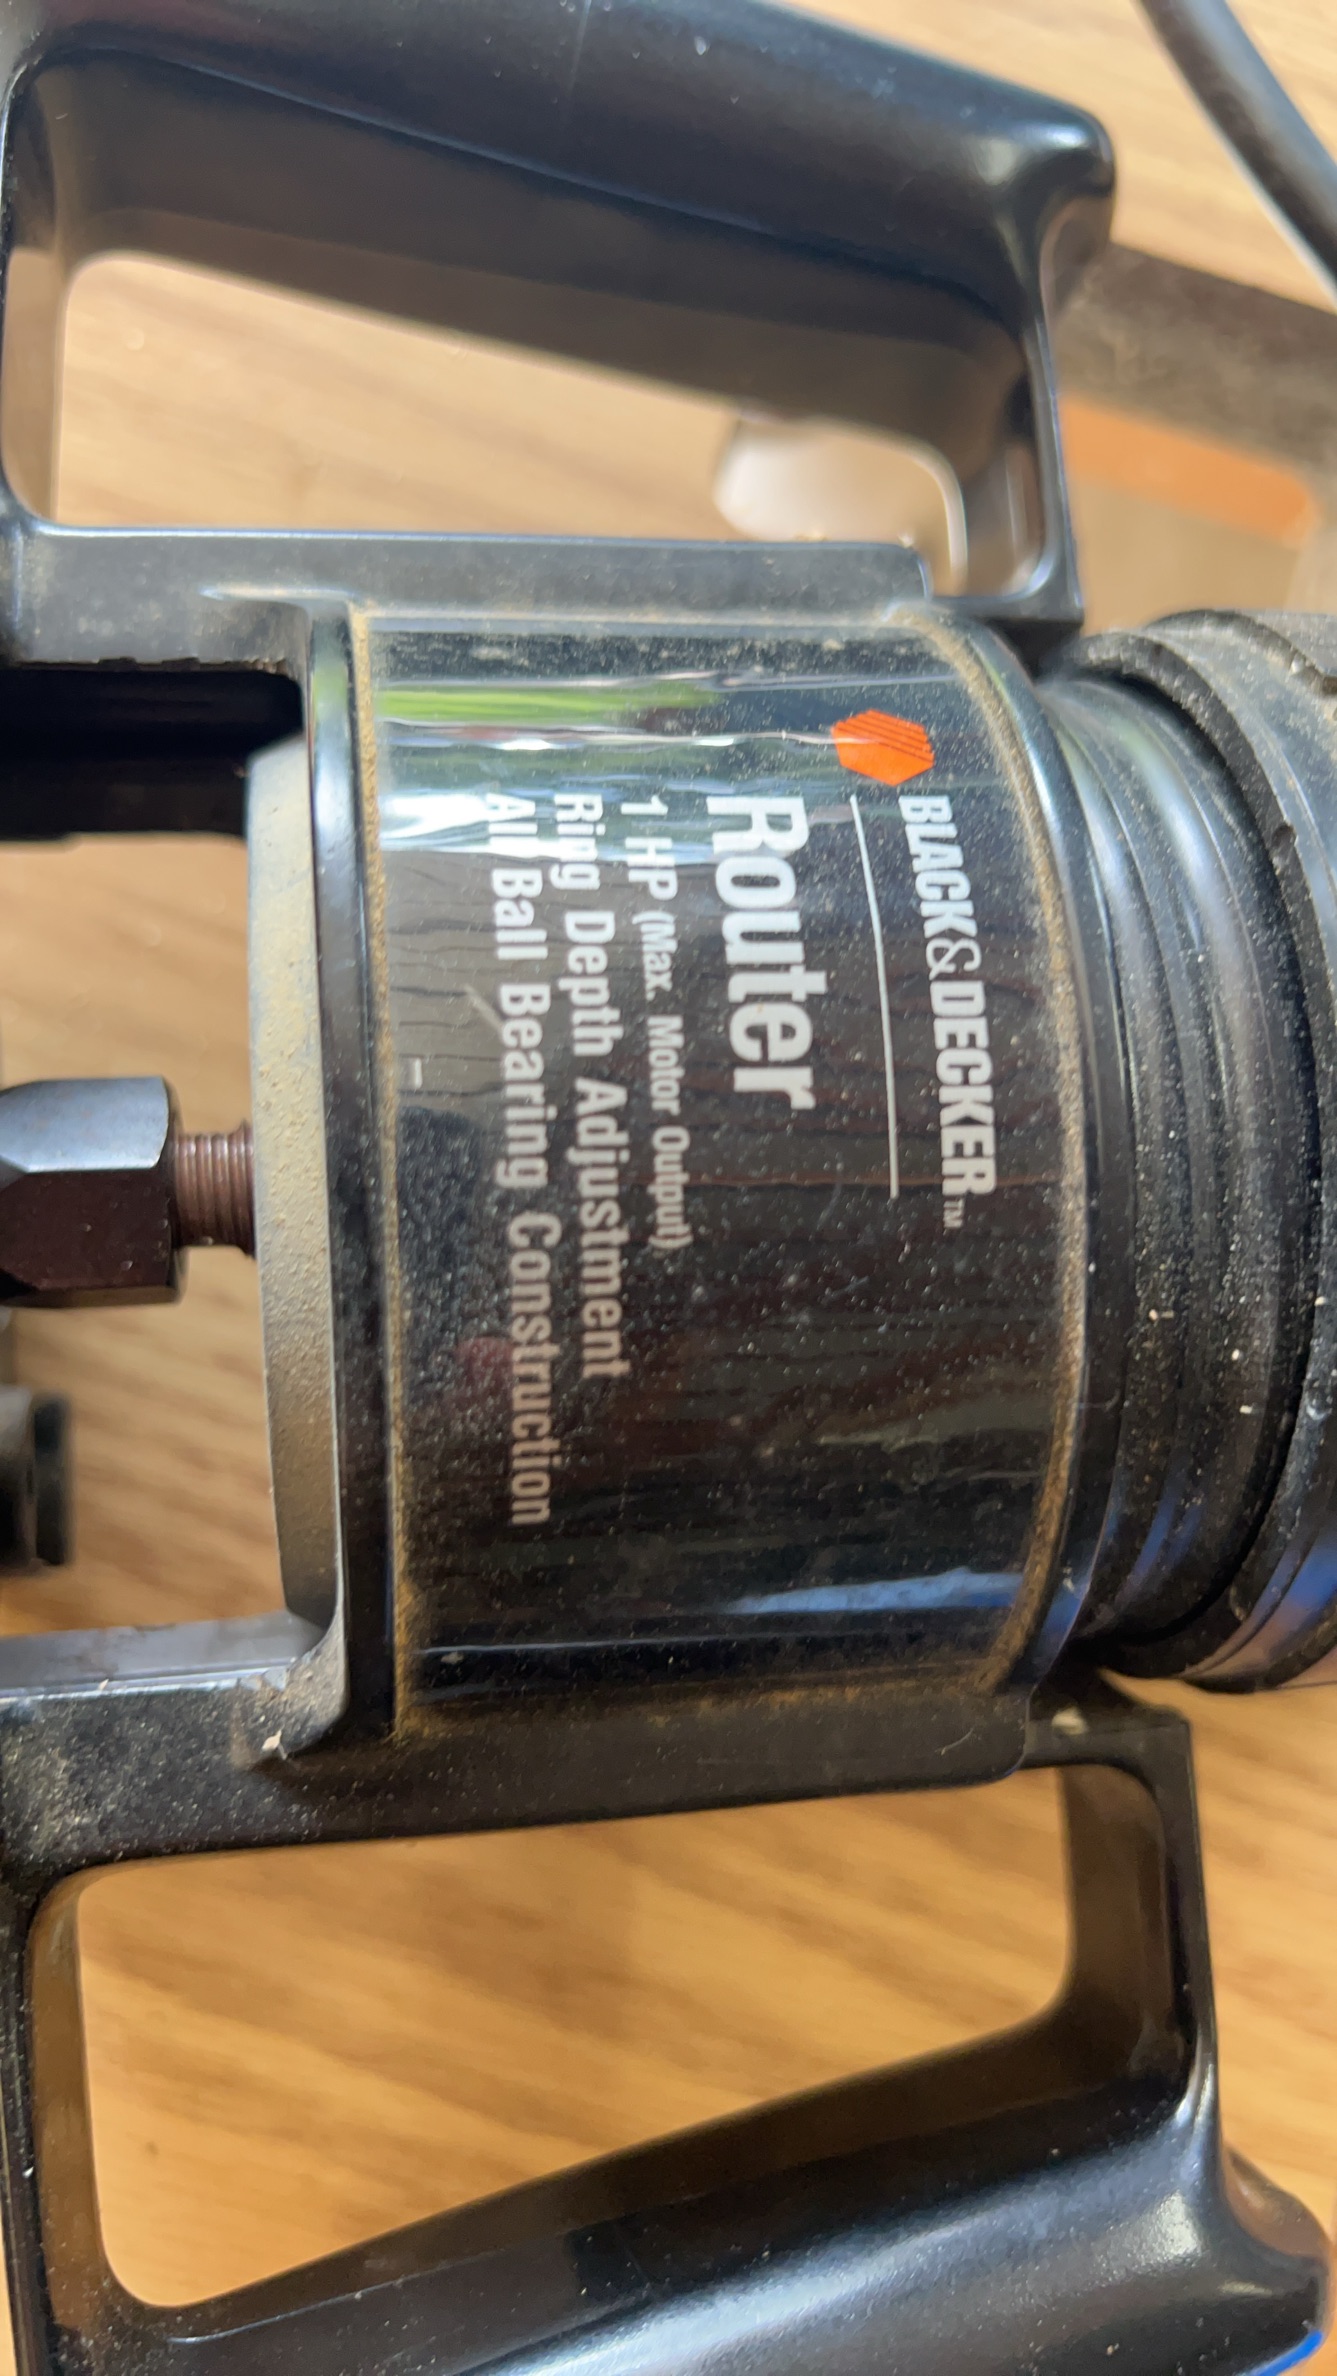 BLACK&DECKER™
Router
1 HP (Max. Motor Output)
Ring Depth Adjustment
All Ball Bearing Construction